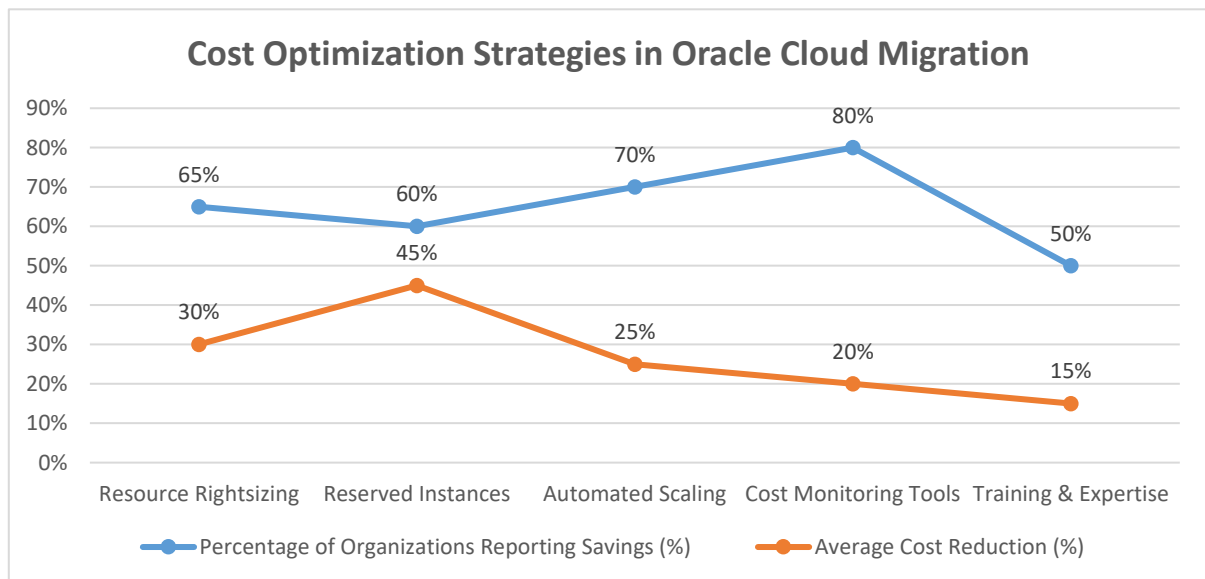 Cost Optimization Strategies in Oracle Cloud Migration
90%
80%
70%
60%
50%
40%
30%
20%
10%
0%
65%
60%
70%
80%
50%
30%
45%
25%
20%
15%
Resource Rightsizing
Reserved Instances
Automated Scaling
Cost Monitoring Tools
Training & Expertise
Percentage of Organizations Reporting Savings (%)
Average Cost Reduction (%)